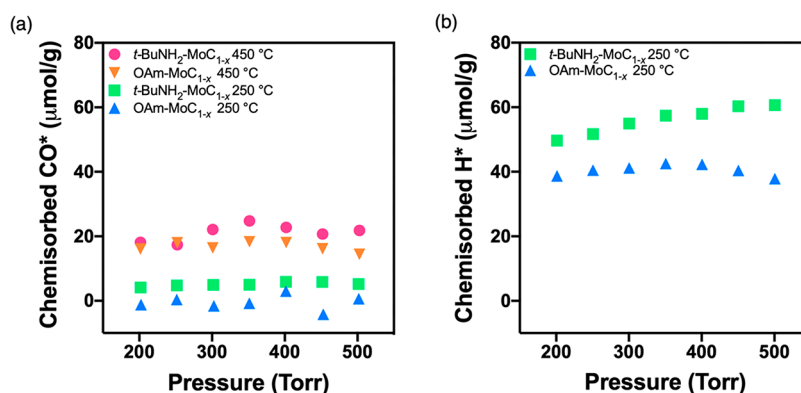 (a)
80
60
40
20
0
Chemisorbed CO* (μmol/g)
t-BuNH2-MoC1-x 450 °C
OAm-MoC1-x 450 °C
t-BuNH2-MoC1-x 250 °C
OAm-MoC1-x 250 °C
200 300 400 500
Pressure (Torr)
(b)
80
60
40
20
0
Chemisorbed H* (μmol/g)
t-BuNH2-MoC1-x 250 °C
OAm-MoC1-x 250 °C
200 300 400 500
Pressure (Torr)